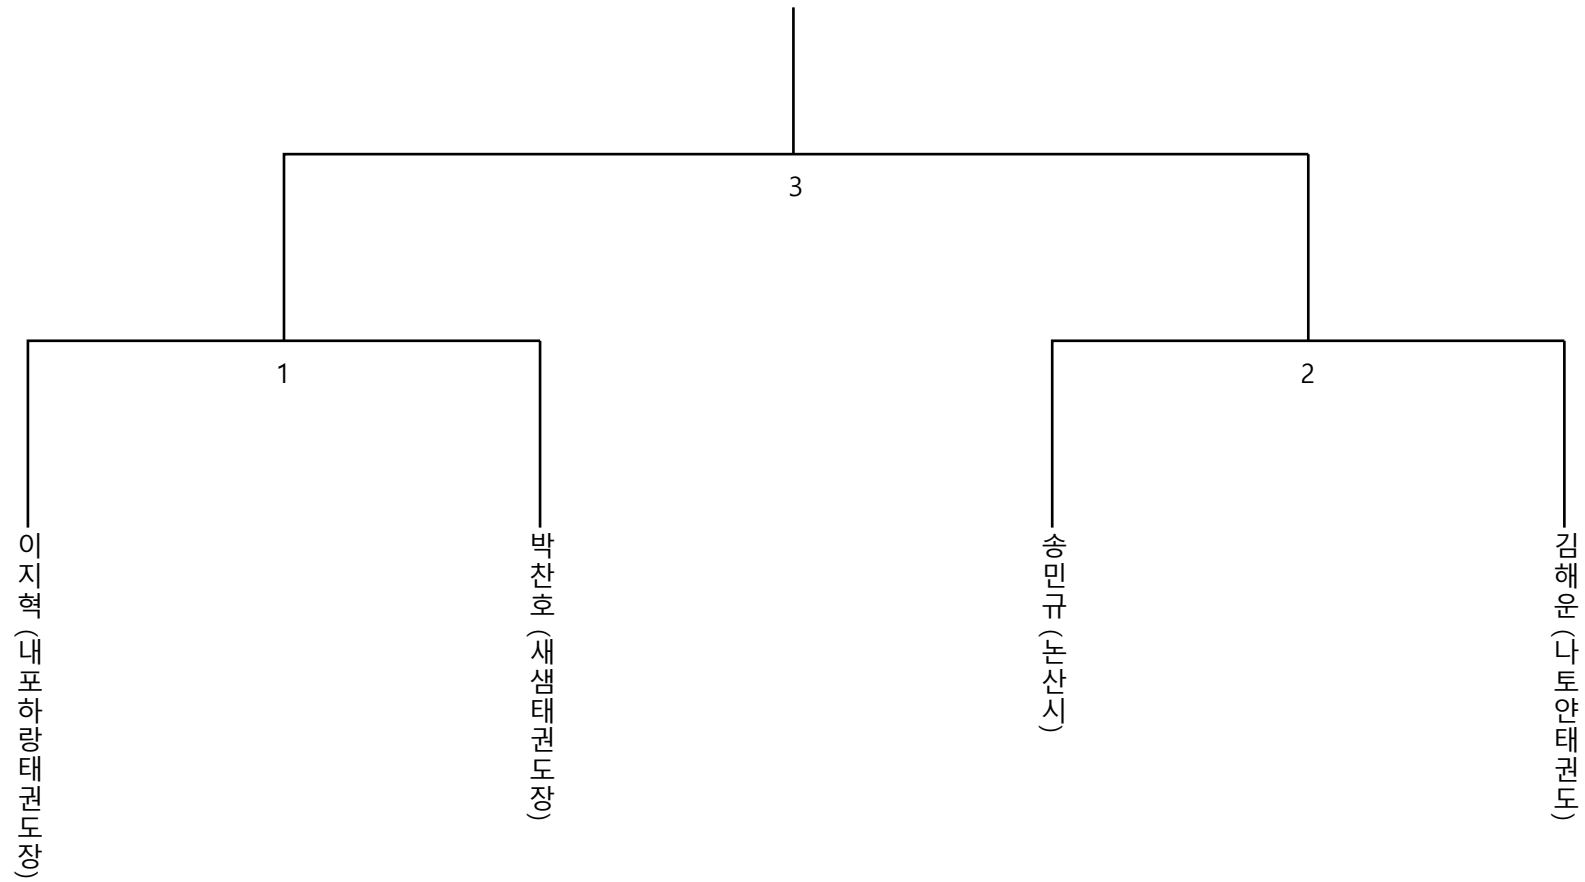 3
1
2
이지혁 (내포하랑태권도장)
박찬호 (새샘태권도장)
송민규 (논산시)
김해운 (나토얀태권도)